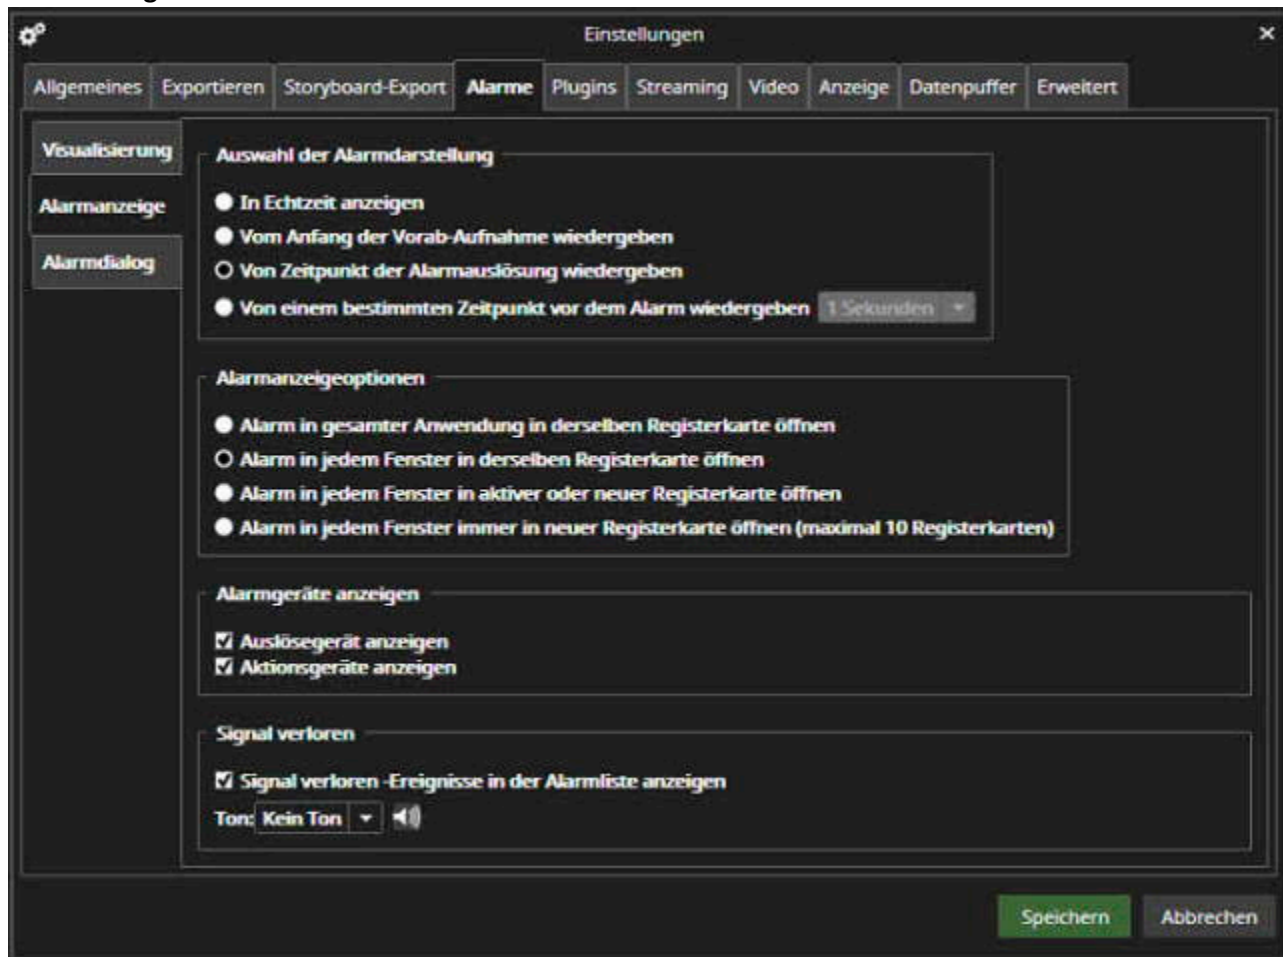 Einstellungen
Allgemeines Exportieren Storyboard-Export Alarme Plugins Streaming Video Anzeige Datenpuffer Erweitert
Visualisierung
Alarmanzeige
Alarmdialog
Auswahl der Alarmdarstellung
In Echtzeit anzeigen
Vom Anfang der Vorab-Aufnahme wiedergeben
Von Zeitpunkt der Alarmauslösung wiedergeben
Von einem bestimmten Zeitpunkt vor dem Alarm wiedergeben 1 Sekunden
Alarmanzeigeoptionen
Alarm in gesamter Anwendung in derselben Registerkarte öffnen
Alarm in jedem Fenster in derselben Registerkarte öffnen
Alarm in jedem Fenster in aktiver oder neuer Registerkarte öffnen
Alarm in jedem Fenster immer in neuer Registerkarte öffnen (maximal 10 Registerkarten)
Alarmgeräte anzeigen
Auslösegerät anzeigen
Aktionsgeräte anzeigen
Signal verloren
Signal verloren -Ereignisse in der Alarmliste anzeigen
Ton: Kein Ton
Speichern Abbrechen